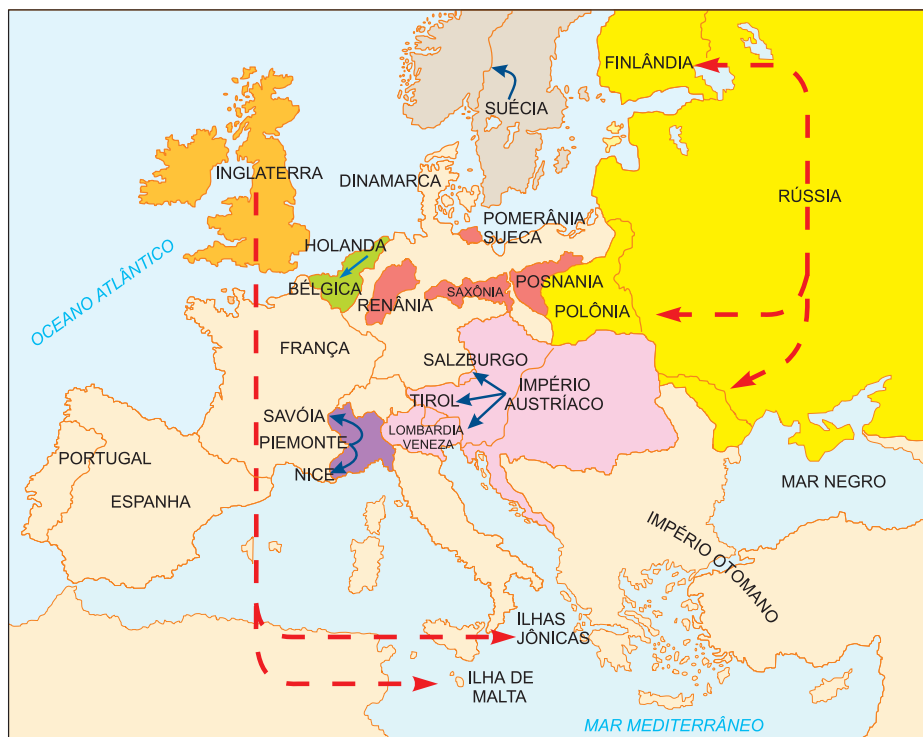 FINLÂNDIA
SUÉCIA
INGLATERRA
DINAMARCA
RÚSSIA
POMERÂNIA
SUECA
HOLANDA
OCEANO ATLÂNTICO
BÉLGICA
RENÂNIA
SAXÔNIA
POSNANIA
POLÔNIA
FRANÇA
SALZBURGO
IMPÉRIO
AUSTRÍACO
TIROL
SAVÓIA
PIEMONTE
LOMBARDIA
VENEZA
NICE
PORTUGAL
ESPANHA
MAR NEGRO
IMPÉRIO OTOMANO
ILHAS
JÔNICAS
ILHA DE
MALTA
MAR MEDITERRÂNEO